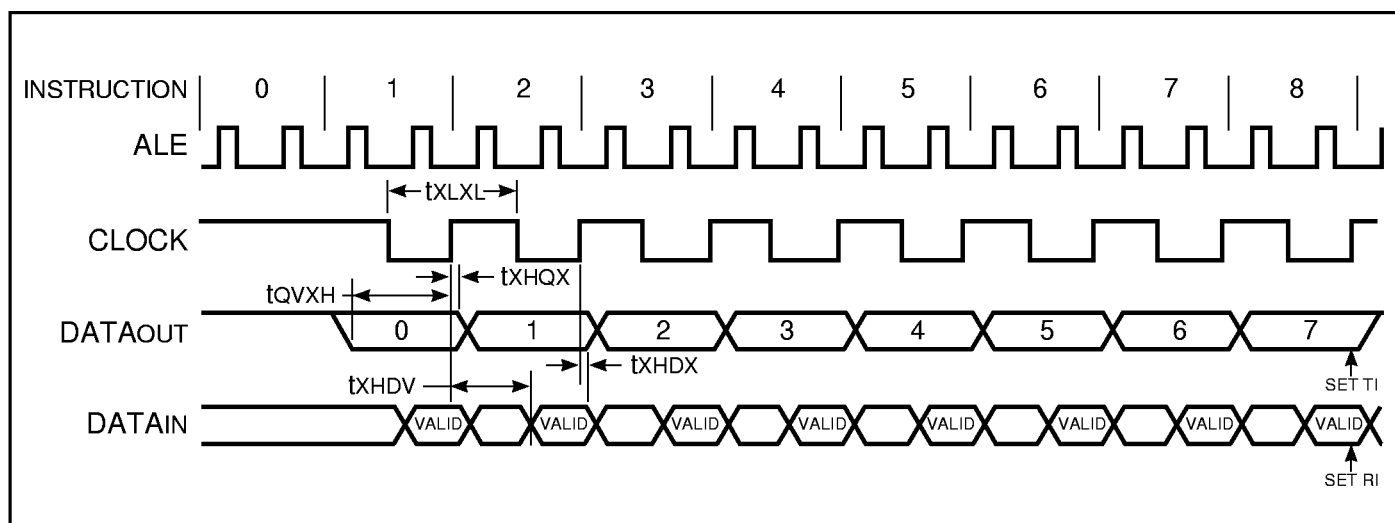 INSTRUCTION 0 1 2 3 4 5 6 7 8
ALE
tXLXL
CLOCK
tXHQX
tQVXH
DATAOUT 0 1 2 3 4 5 6 7
tXHDX
tXHDV
SET TI
DATAIN VALID VALID VALID VALID VALID VALID VALID VALID
SET RI